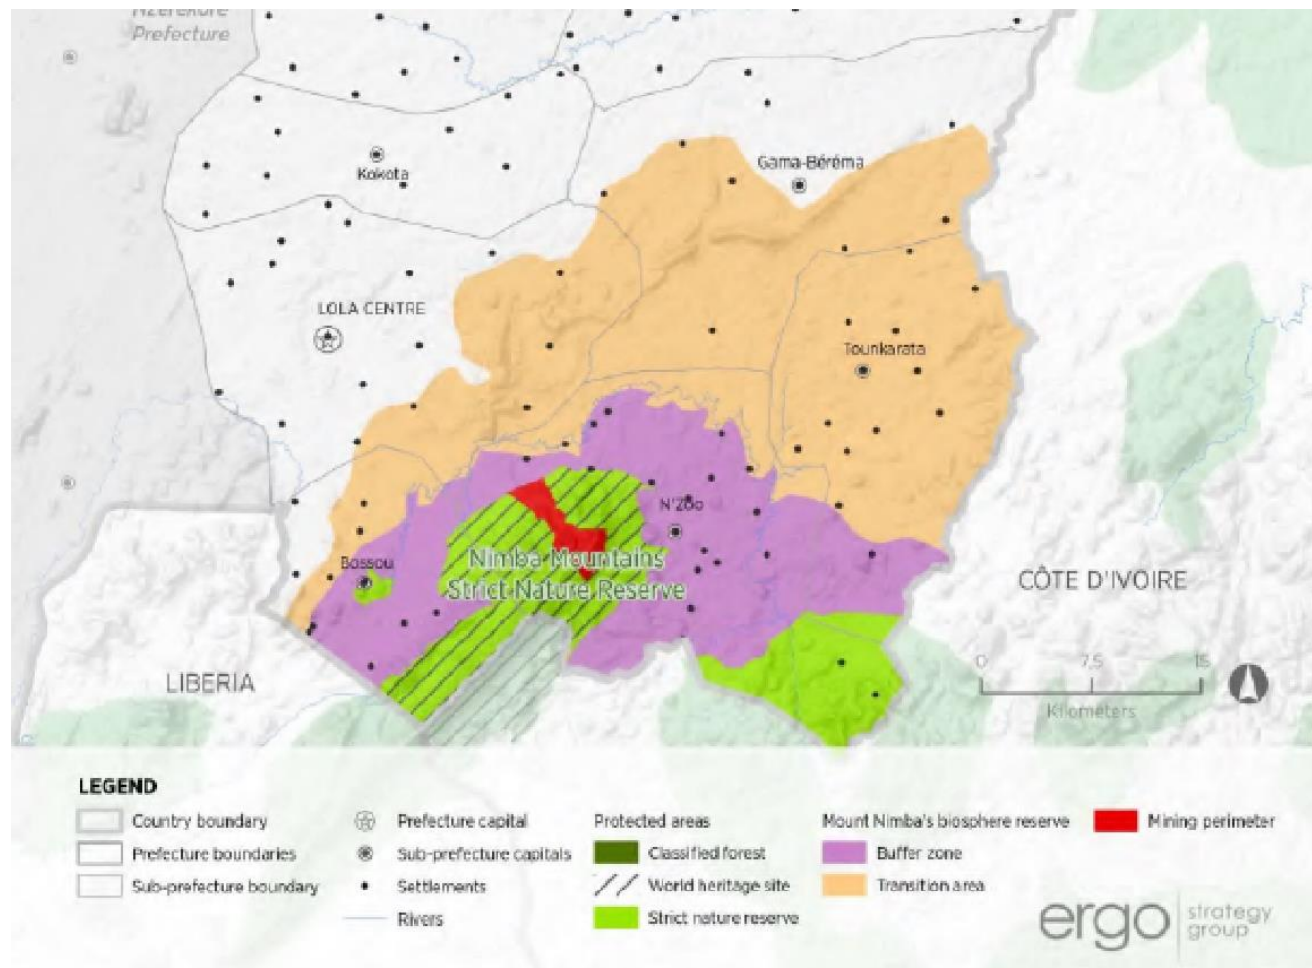 Nzérékoré
Prefecture
Gama-Béréma
Kokota
LOLA CENTRE
Tounkarata
N'Zoo
Bossou
Nimba Mountains
Strict Nature Reserve
CÔTE D'IVOIRE
LIBERIA
0 7.5 15
Kilometers
LEGEND
Country boundary
Prefecture boundaries
Sub-prefecture boundary
Prefecture capital
Sub-prefecture capitals
Settlements
Rivers
Protected areas
Classified forest
World heritage site
Strict nature reserve
Mount Nimba's biosphere reserve
Buffer zone
Transition area
Mining perimeter
ergo strategy
group